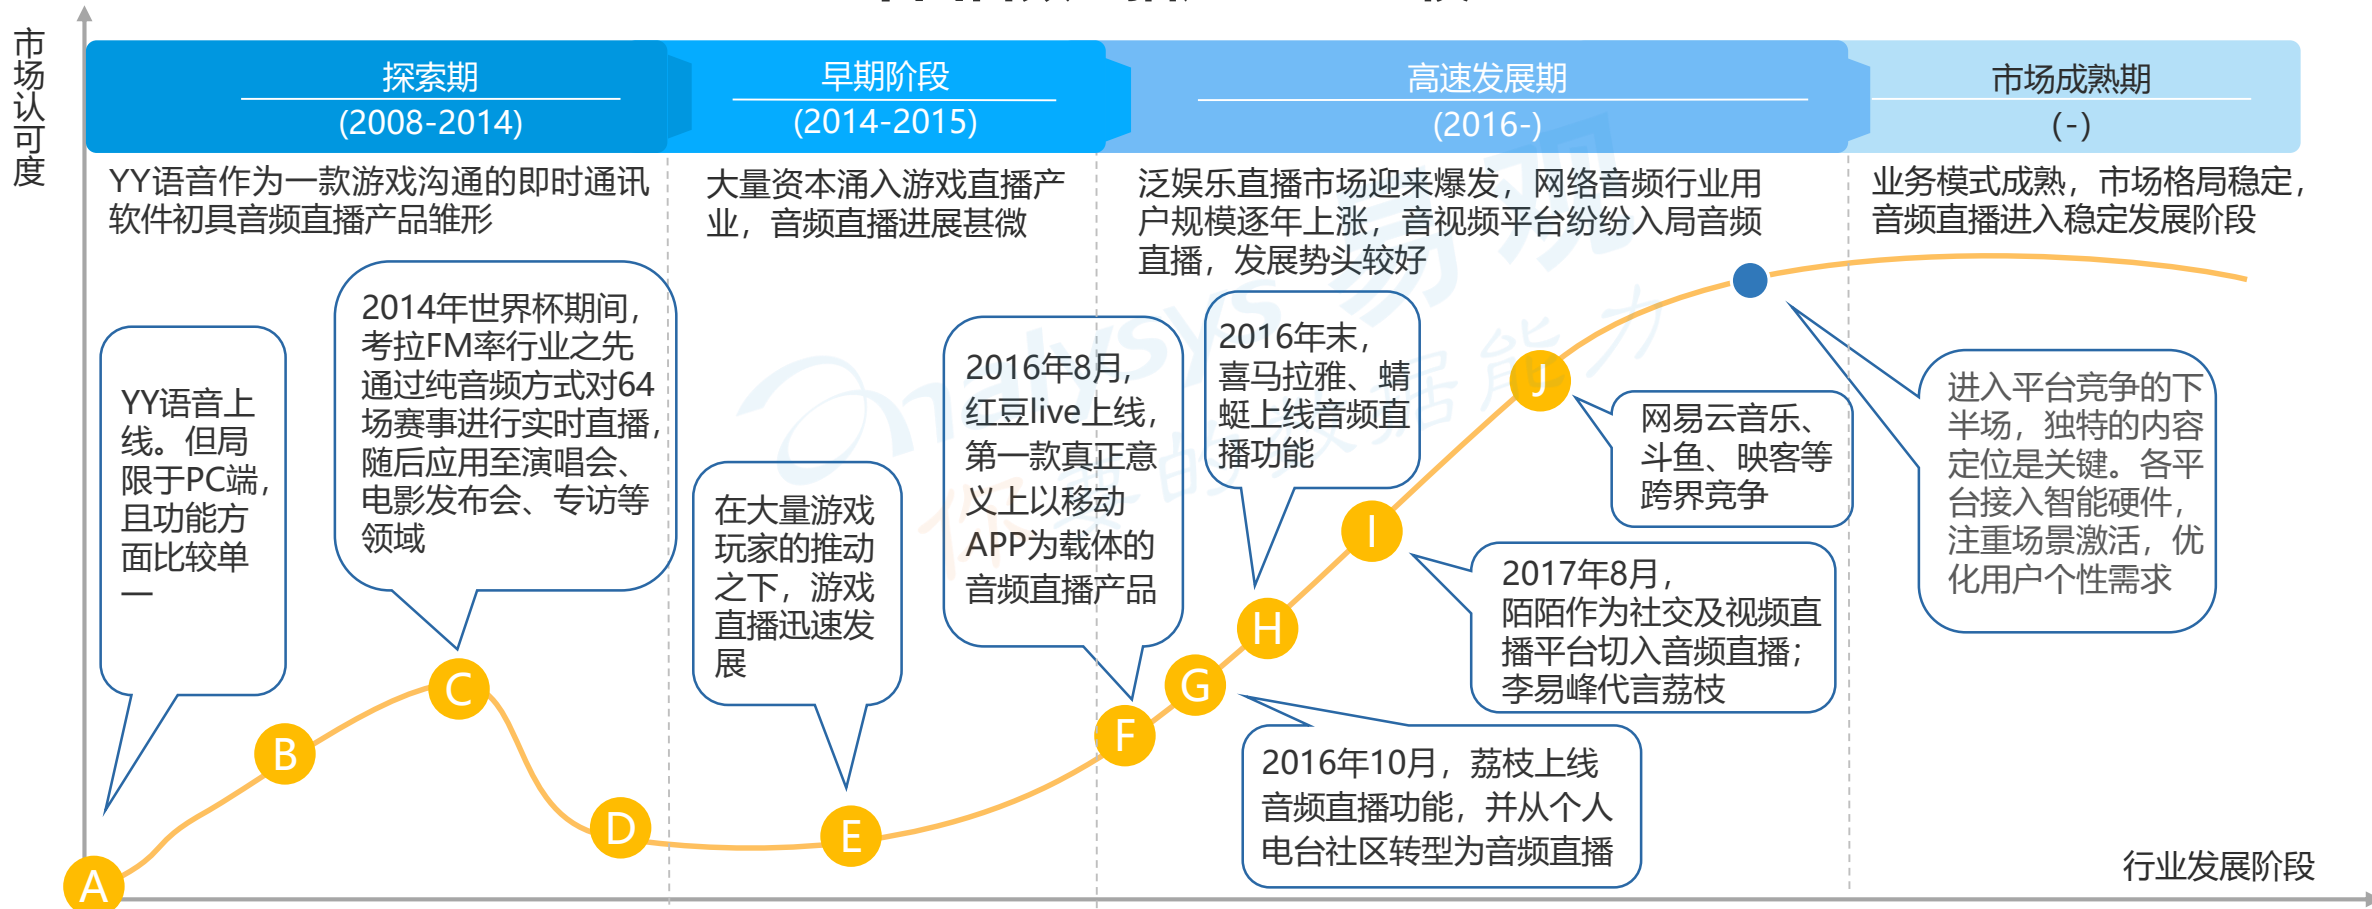 市场认可度
探索期
(2008-2014)
早期阶段
(2014-2015)
高速发展期
(2016-)
市场成熟期
(-)
YY语音作为一款游戏沟通的即时通讯
软件初具音频直播产品雏形
大量资本涌入游戏直播产
业，音频直播进展甚微
泛娱乐直播市场迎来爆发，网络音频行业用
户规模逐年上涨，音视频平台纷纷入局音频
直播，发展势头较好
业务模式成熟，市场格局稳定，
音频直播进入稳定发展阶段
YY语音上
线。但局
限于PC端，
且功能方
面比较单
一
2014年世界杯期间，
考拉FM率行业之先
通过纯音频方式对64
场赛事进行实时直播，
随后应用至演唱会、
电影发布会、专访等
领域
在大量游戏
玩家的推动
之下，游戏
直播迅速发
展
2016年8月，
红豆live上线，
第一款真正意
义上以移动
APP为载体的
音频直播产品
2016年末，
喜马拉雅、蜻
蜓上线音频直
播功能
网易云音乐、
斗鱼、映客等
跨界竞争
进入平台竞争的下
半场，独特的内容
定位是关键。各平
台接入智能硬件，
注重场景激活，优
化用户个性需求
2017年8月，
陌陌作为社交及视频直
播平台切入音频直播；
李易峰代言荔枝
2016年10月，荔枝上线
音频直播功能，并从个人
电台社区转型为音频直播
A
B
C
D
E
F
G
H
I
J
行业发展阶段
analysys 易观
你要的数据能力